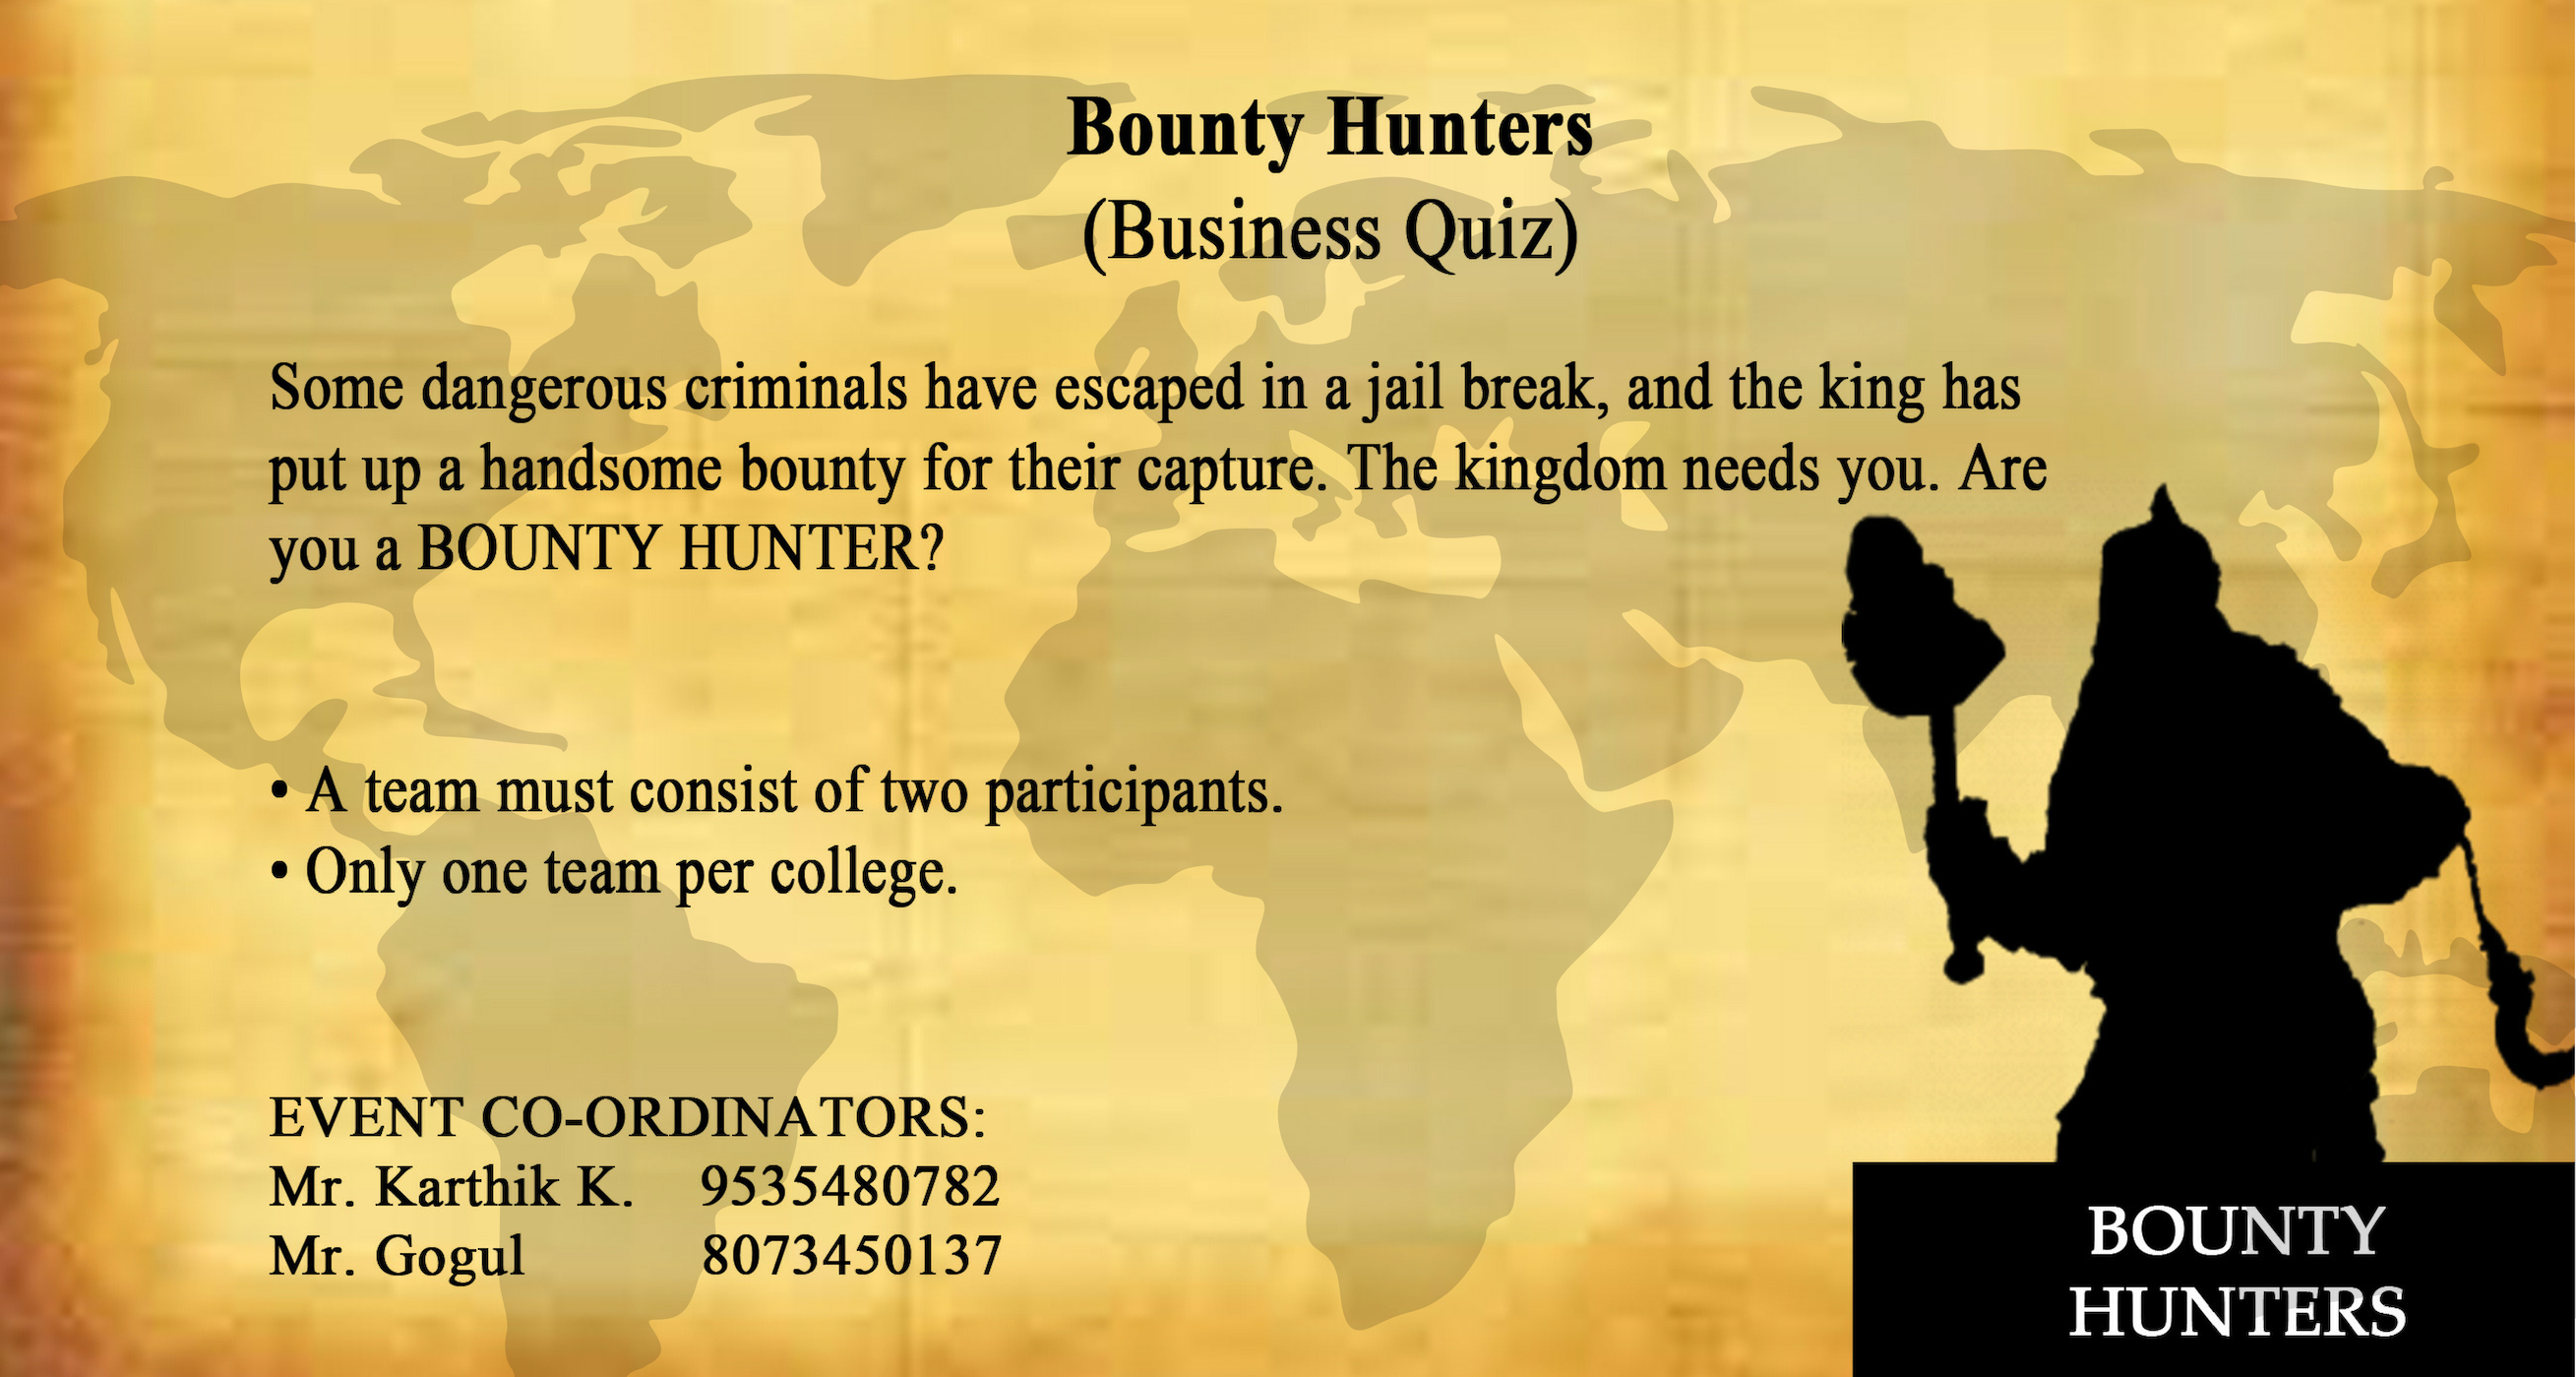 Bounty Hunters
(Business Quiz)
Some dangerous criminals have escaped in a jail break, and the king has
put up a handsome bounty for their capture. The kingdom needs you. Are
you a BOUNTY HUNTER?
• A team must consist of two participants.
• Only one team per college.
EVENT CO-ORDINATORS:
Mr. Karthik K. 9535480782
Mr. Gogul 8073450137
BOUNTY
HUNTERS